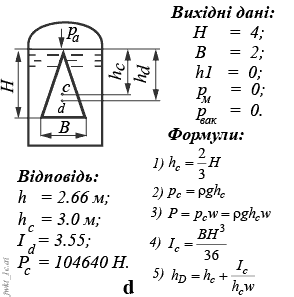 Pa
H
c
d
hc
hd
B
Вихідні дані:
H = 4;
B = 2;
h1 = 0;
pм = 0;
pвак = 0.
Формули:
1) hc = 2/3 H
2) pc = ρghc
3) P = pcw = ρghcw
4) Ic = BH³/36
5) hD = hc + Ic/hcw
Відповідь:
h = 2.66 м;
hc = 3.0 м;
Id = 3.55;
Pc = 104640 Н.
d